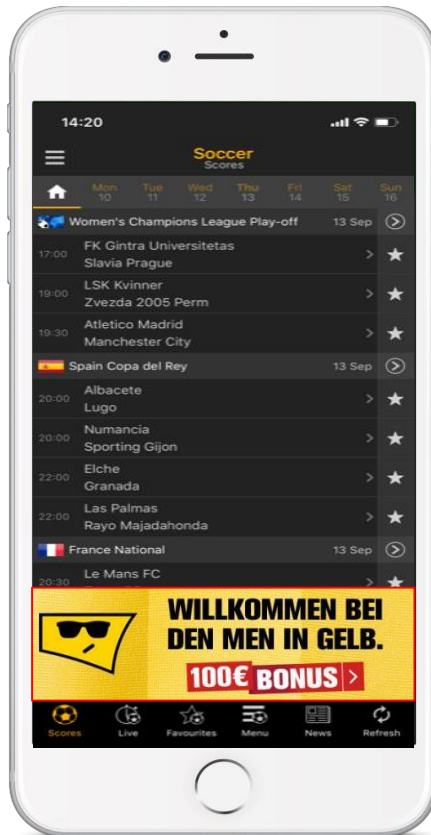 14:20
Soccer
Scores
Mon Tue Wed Thu Fri Sat Sun
10 11 12 13 14 15 16
Women's Champions League Play-off 13 Sep
17:00 FK Gintra Universitetas
Slavia Prague
19:00 LSK Kvinner
Zvezda 2005 Perm
19:30 Atletico Madrid
Manchester City
Spain Copa del Rey 13 Sep
20:00 Albacete
Lugo
20:00 Numancia
Sporting Gijon
22:00 Elche
Granada
22:00 Las Palmas
Rayo Majadahonda
France National 13 Sep
20:30 Le Mans FC
WILLKOMMEN BEI
DEN MEN IN GELB.
100€ BONUS >
Scores Live Favourites Menu News Refresh